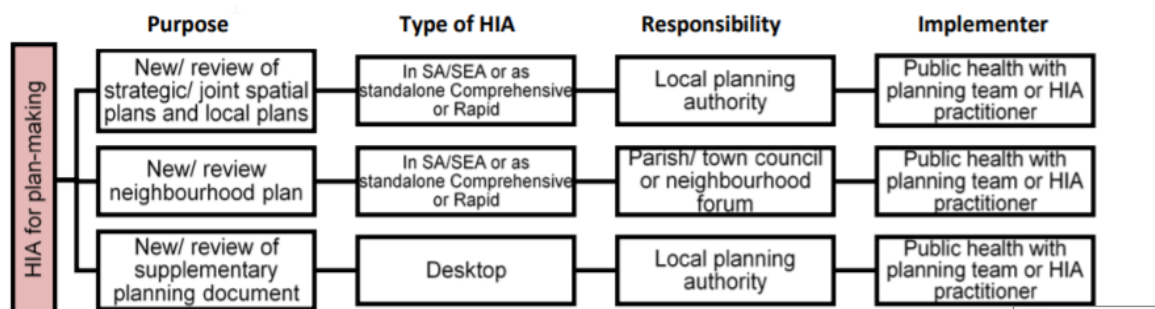 Purpose
Type of HIA
Responsibility
Implementer
HIA for plan-making
New/ review of
strategic/ joint spatial
plans and local plans
In SA/SEA or as
standalone Comprehensive
or Rapid
Local planning
authority
Public health with
planning team or HIA
practitioner
New/ review
neighbourhood plan
In SA/SEA or as
standalone Comprehensive
or Rapid
Parish/ town council
or neighbourhood
forum
Public health with
planning team or HIA
practitioner
New/ review of
supplementary
planning document
Desktop
Local planning
authority
Public health with
planning team or HIA
practitioner